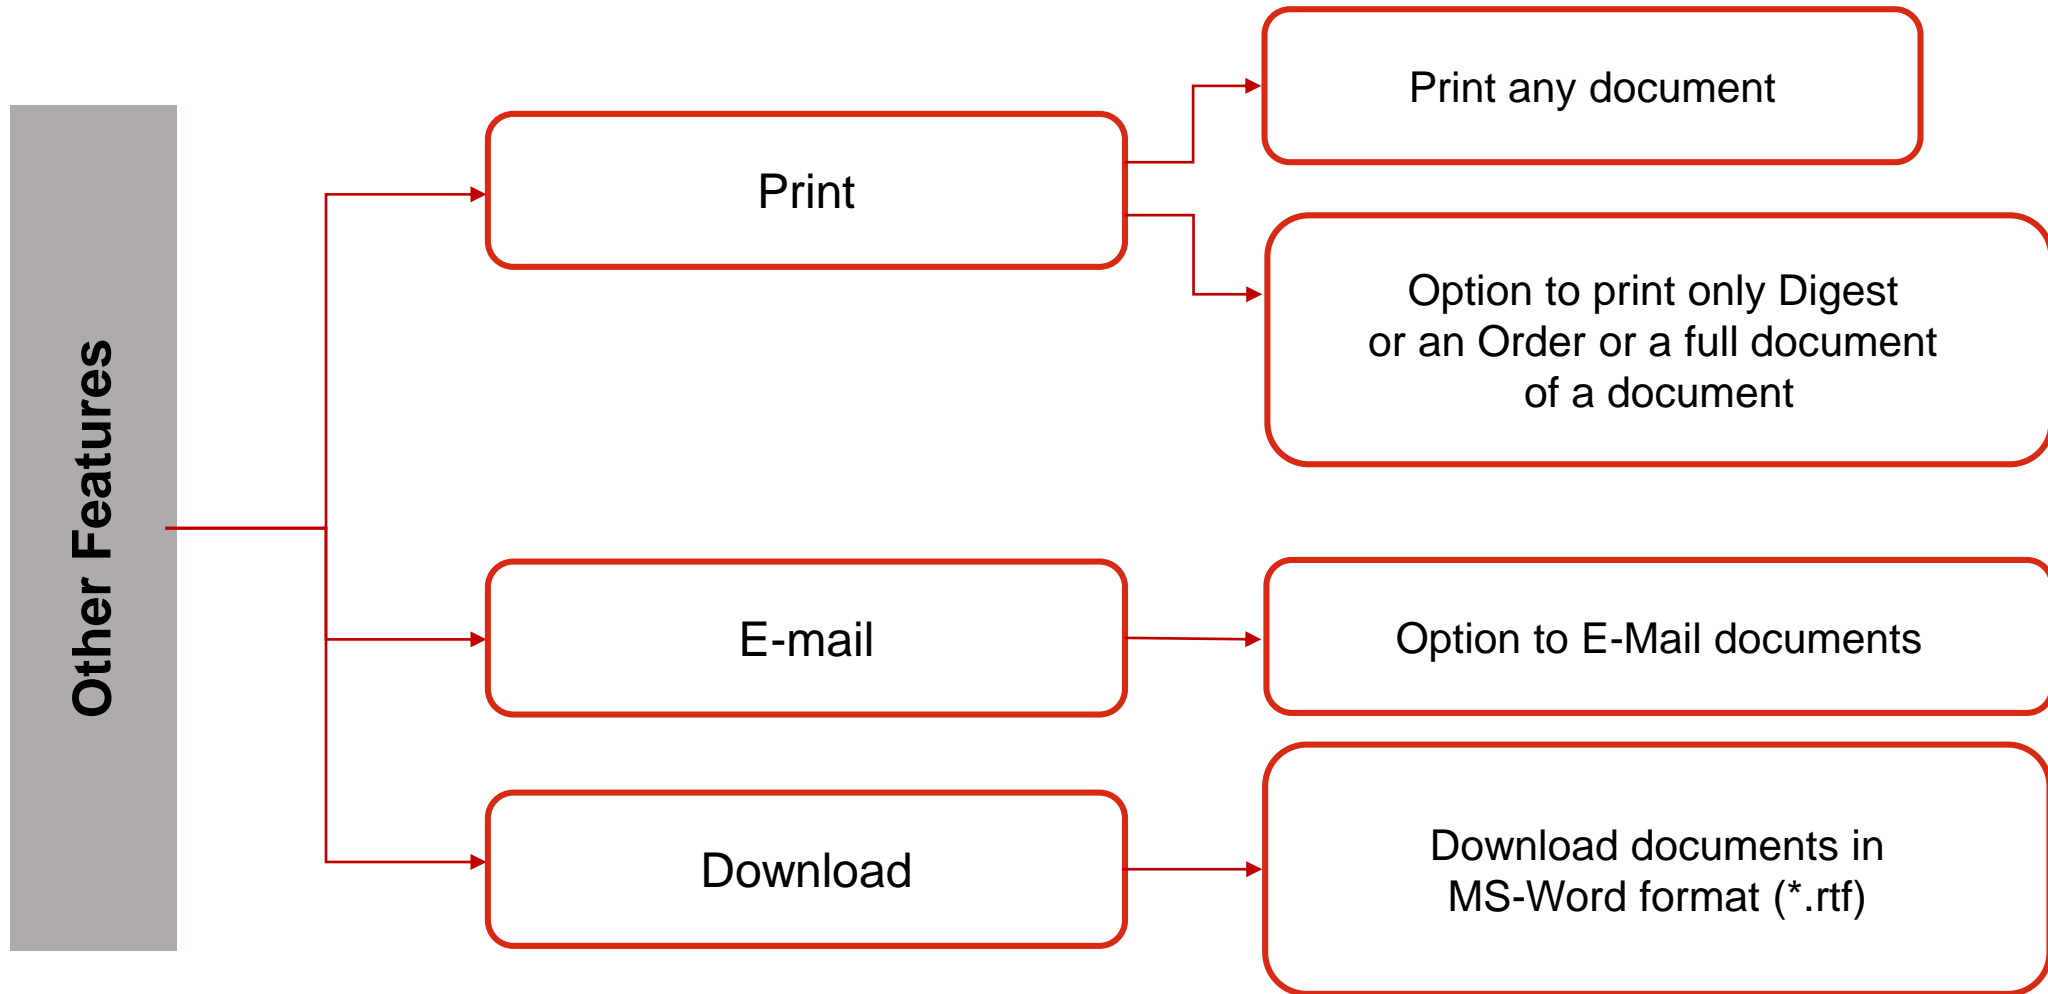 Other Features
Print
Print any document
Option to print only Digest
or an Order or a full document
of a document
E-mail
Option to E-Mail documents
Download
Download documents in
MS-Word format (*.rtf)